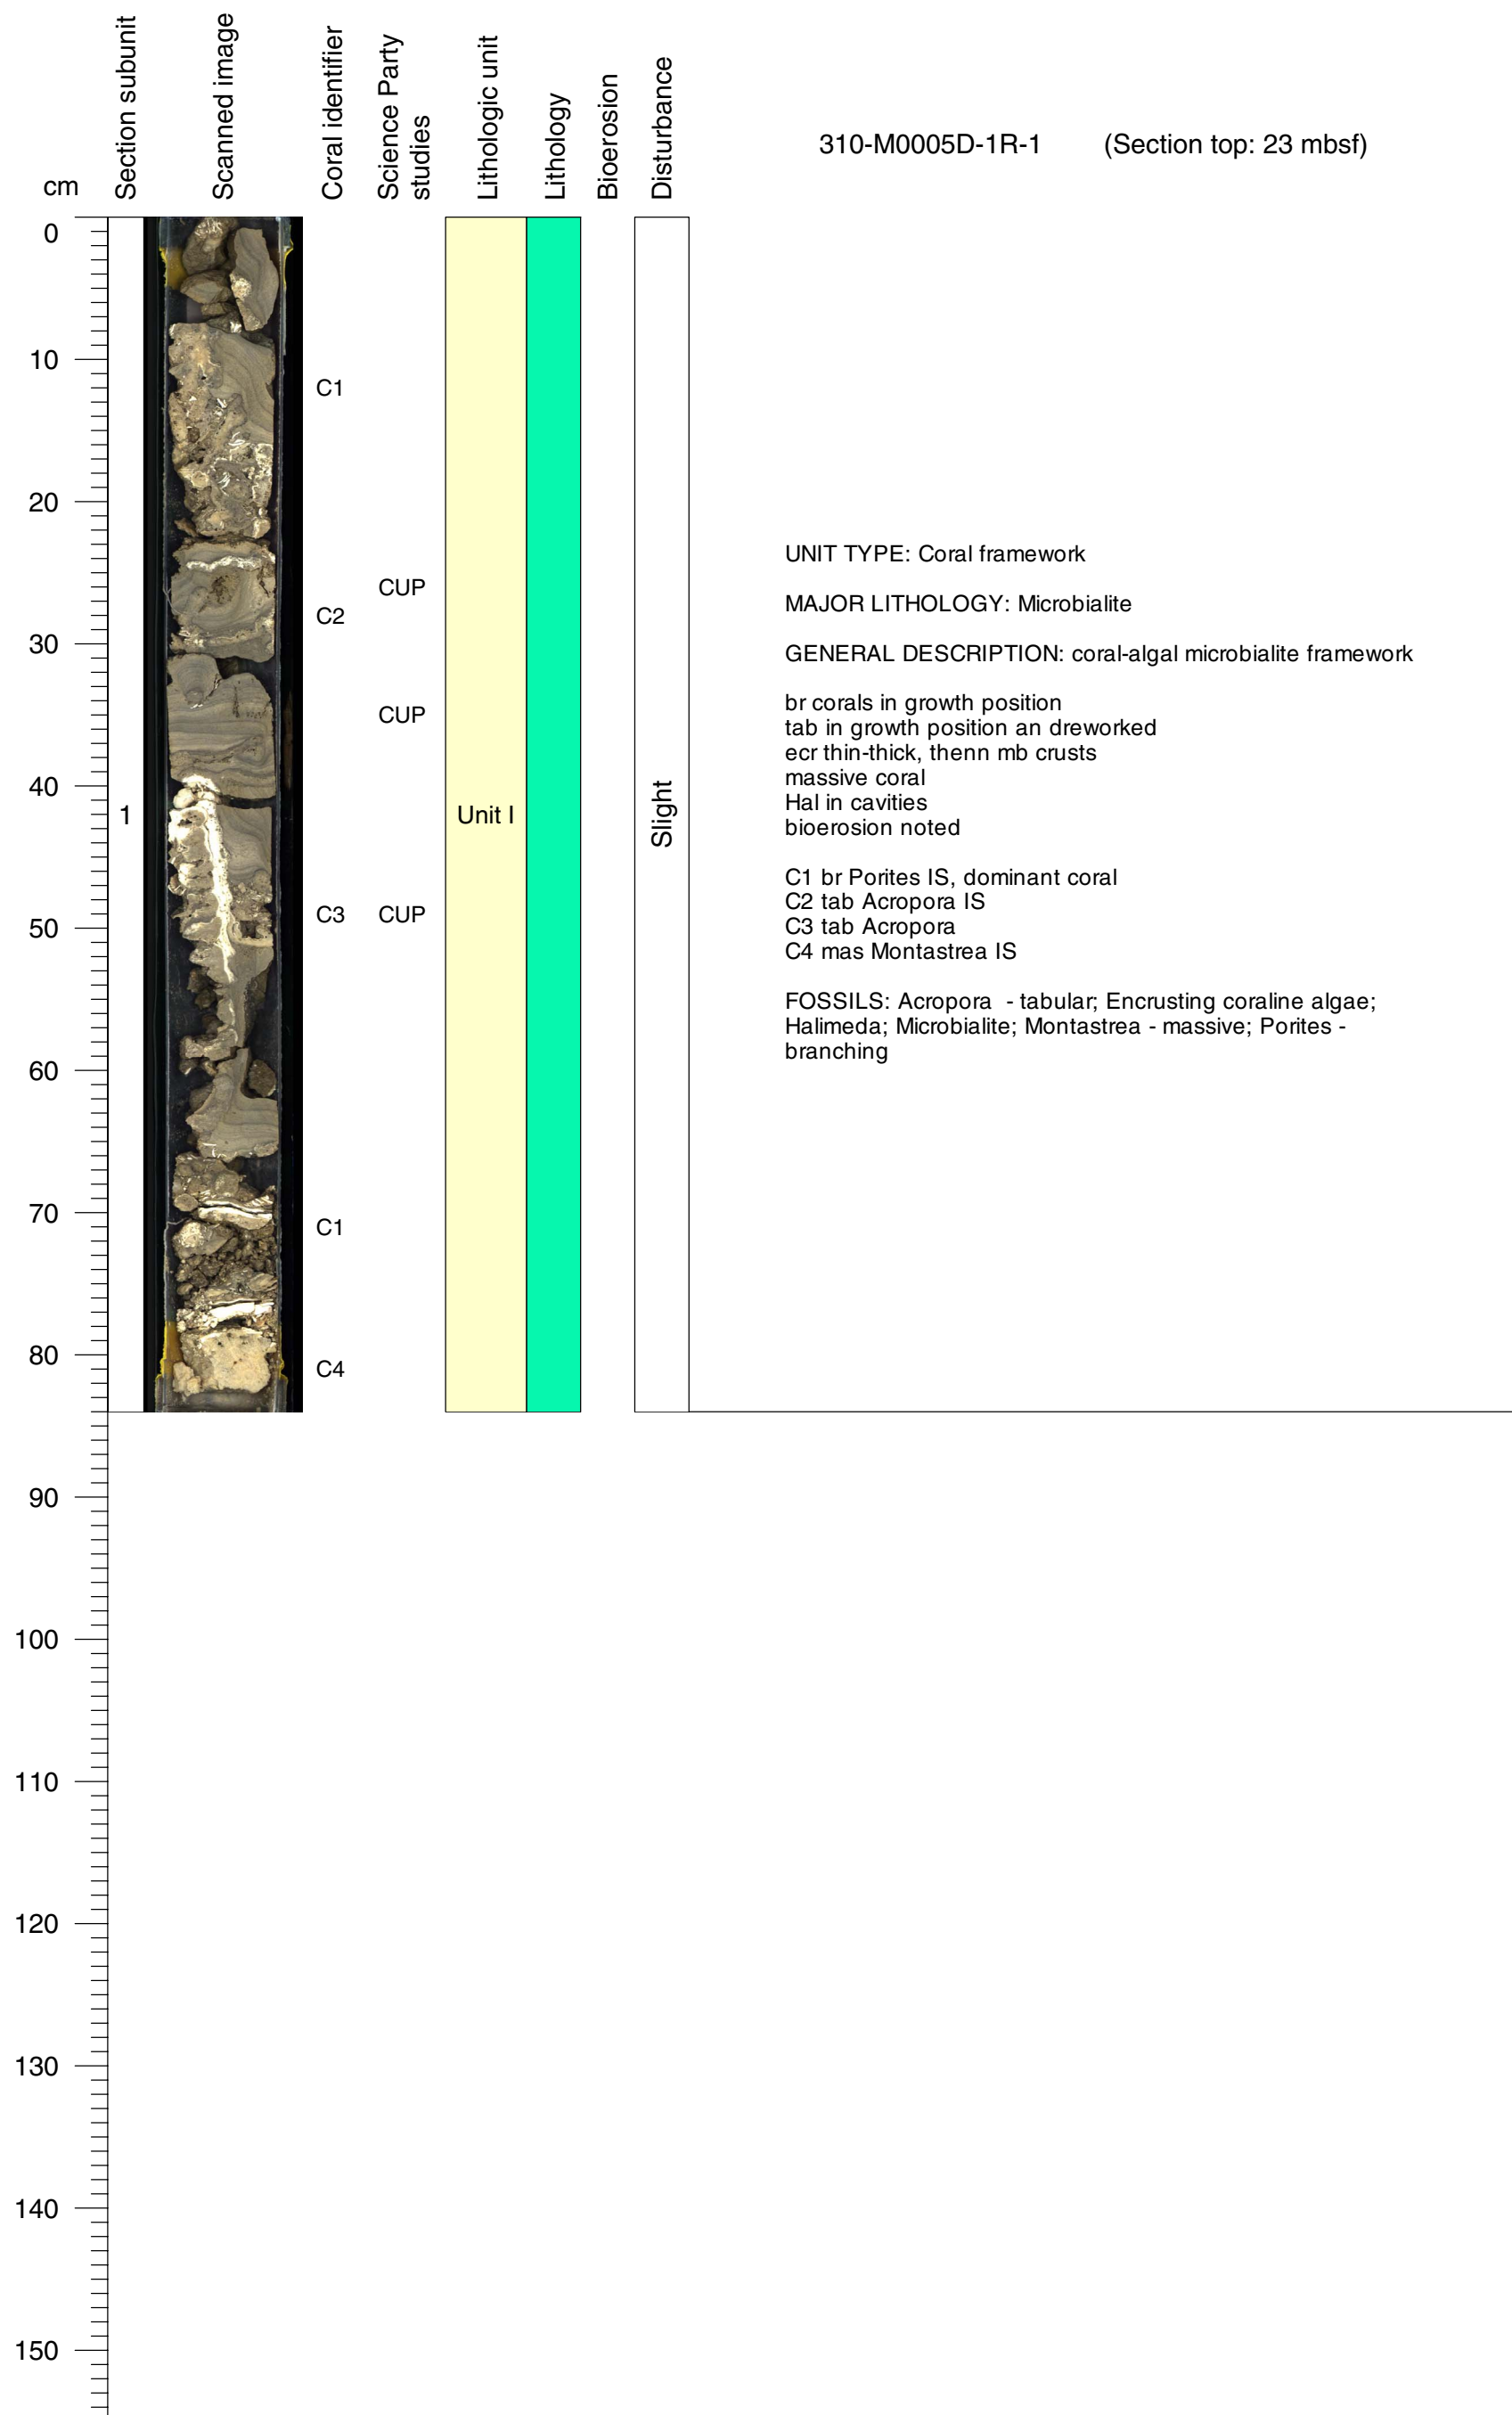 Section subunit
Scanned image
Coral identifier
Science Party
studies
Lithologic unit
Lithology
Bioerosion
Disturbance
310-M0005D-1R-1 (Section top: 23 mbsf)
cm
0
10
C1
20
CUP
C2
30
CUP
40
1
Unit I
Slight
C3 CUP
50
60
70
C1
80
C4
90
100
110
120
130
140
150
UNIT TYPE: Coral framework
MAJOR LITHOLOGY: Microbialite
GENERAL DESCRIPTION: coral-algal microbialite framework
br corals in growth position
tab in growth position an dreworked
ecr thin-thick, thenn mb crusts
massive coral
Hal in cavities
bioerosion noted
C1 br Porites IS, dominant coral
C2 tab Acropora IS
C3 tab Acropora
C4 mas Montastrea IS
FOSSILS: Acropora - tabular; Encrusting coraline algae;
Halimeda; Microbialite; Montastrea - massive; Porites -
branching